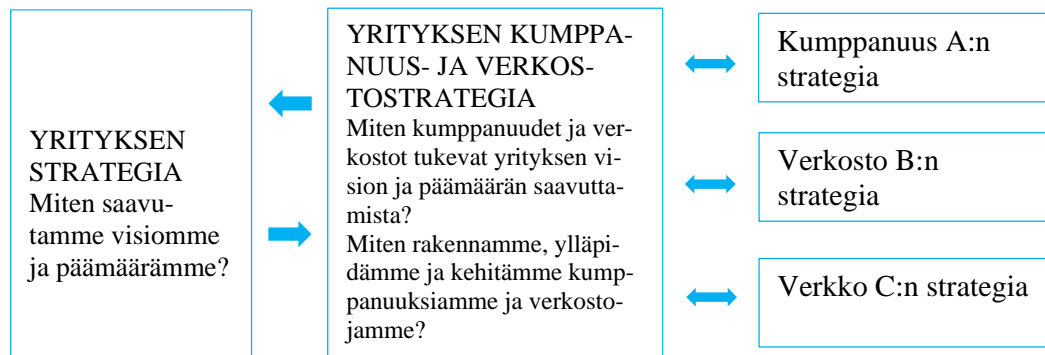 YRITYKSEN
STRATEGIA
Miten saavu-
tamme visiomme
ja päämäärämme?
YRITYKSEN KUMPPA-
NUUS- JA VERKOS-
TOSTRATEGIA
Miten kumppanuudet ja ver-
kostot tukevat yrityksen vi-
sion ja päämäärän saavutta-
mista?
Miten rakennamme, ylläpi-
dämme ja kehitämme kump-
panuuksiamme ja verkosto-
jamme?
Kumppanuus A:n
strategia
Verkosto B:n
strategia
Verkko C:n strategia